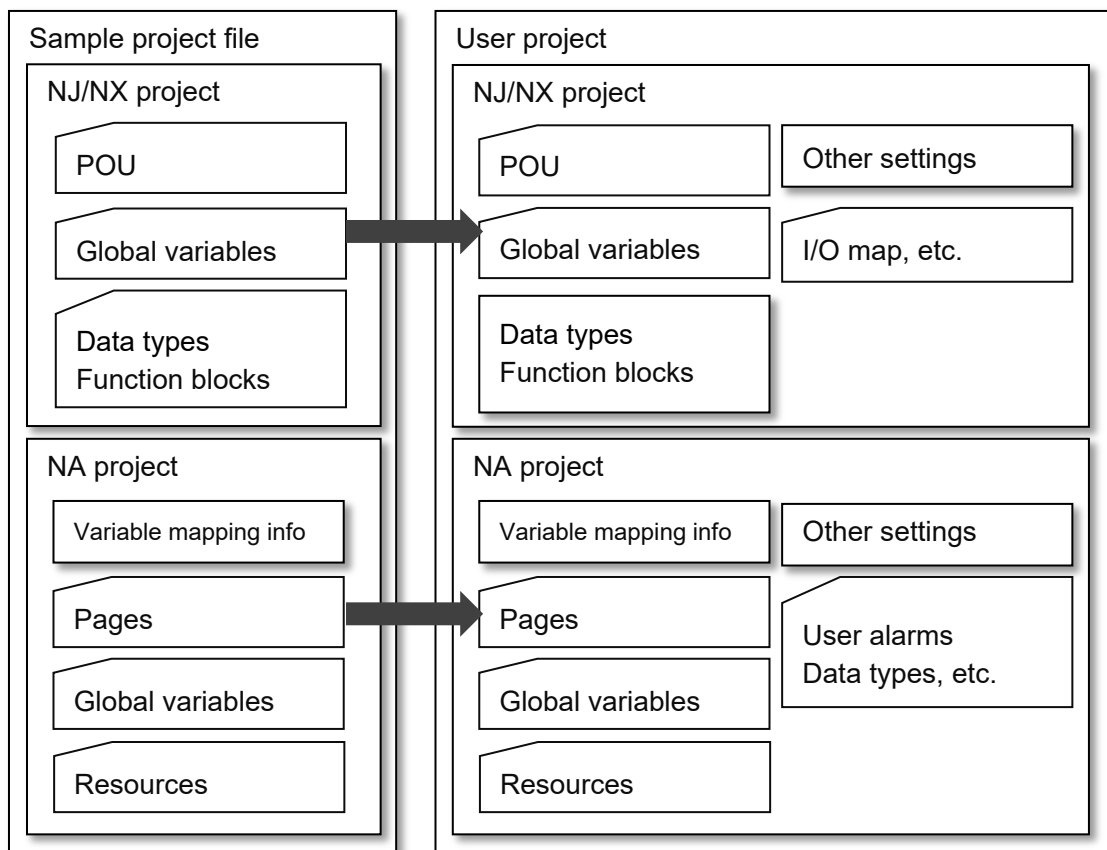 Sample project file
NJ/NX project
POU
Global variables
Data types
Function blocks
NA project
Variable mapping info
Pages
Global variables
Resources
User project
NJ/NX project
POU
Other settings
Global variables
I/O map, etc.
Data types
Function blocks
NA project
Variable mapping info
Other settings
Pages
User alarms
Data types, etc.
Global variables
Resources